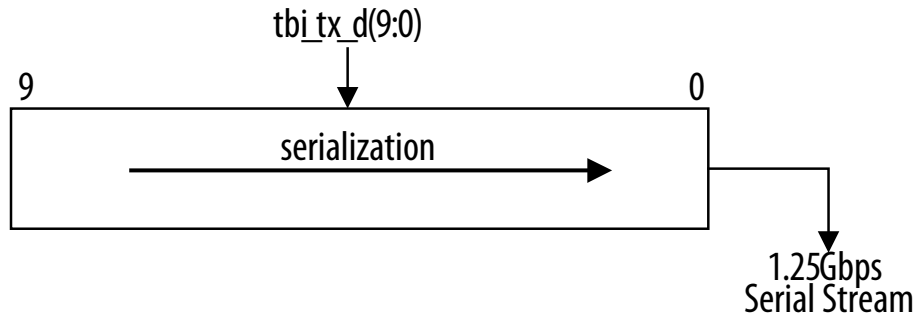 tbi_tx_d(9:0)
9 0
serialization
1.25Gbps
Serial Stream